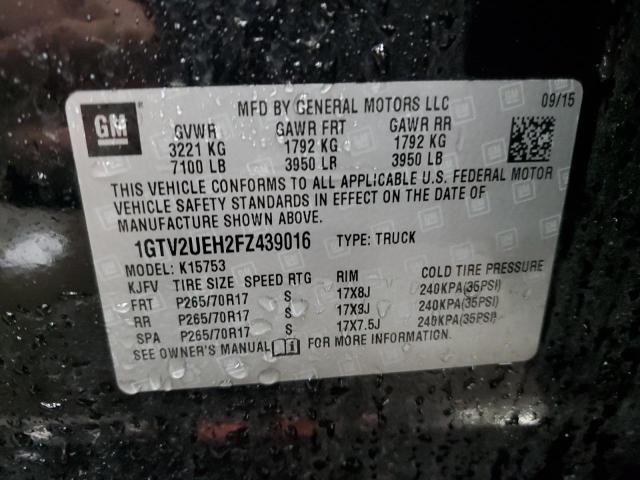 GM
MFD BY GENERAL MOTORS LLC 09/15
GVWR GAWR FRT GAWR RR
3221 KG 1792 KG 1792 KG
7100 LB 3950 LB 3950 LB
THIS VEHICLE CONFORMS TO ALL APPLICABLE U.S. FEDERAL MOTOR
VEHICLE SAFETY STANDARDS IN EFFECT ON THE DATE OF
MANUFACTURE SHOWN ABOVE.
1GTV2UEH2FZ439016 TYPE: TRUCK
MODEL: K15753
KJFV TIRE SIZE SPEED RTG RIM COLD TIRE PRESSURE
FRT P265/70R17 S 17X8J 240KPA(35PSI)
RR P265/70R17 S 17X8J 240KPA(35PSI)
SPA P265/70R17 S 17X7.5J 240KPA(35PSI)
SEE OWNER'S MANUAL FOR MORE INFORMATION.